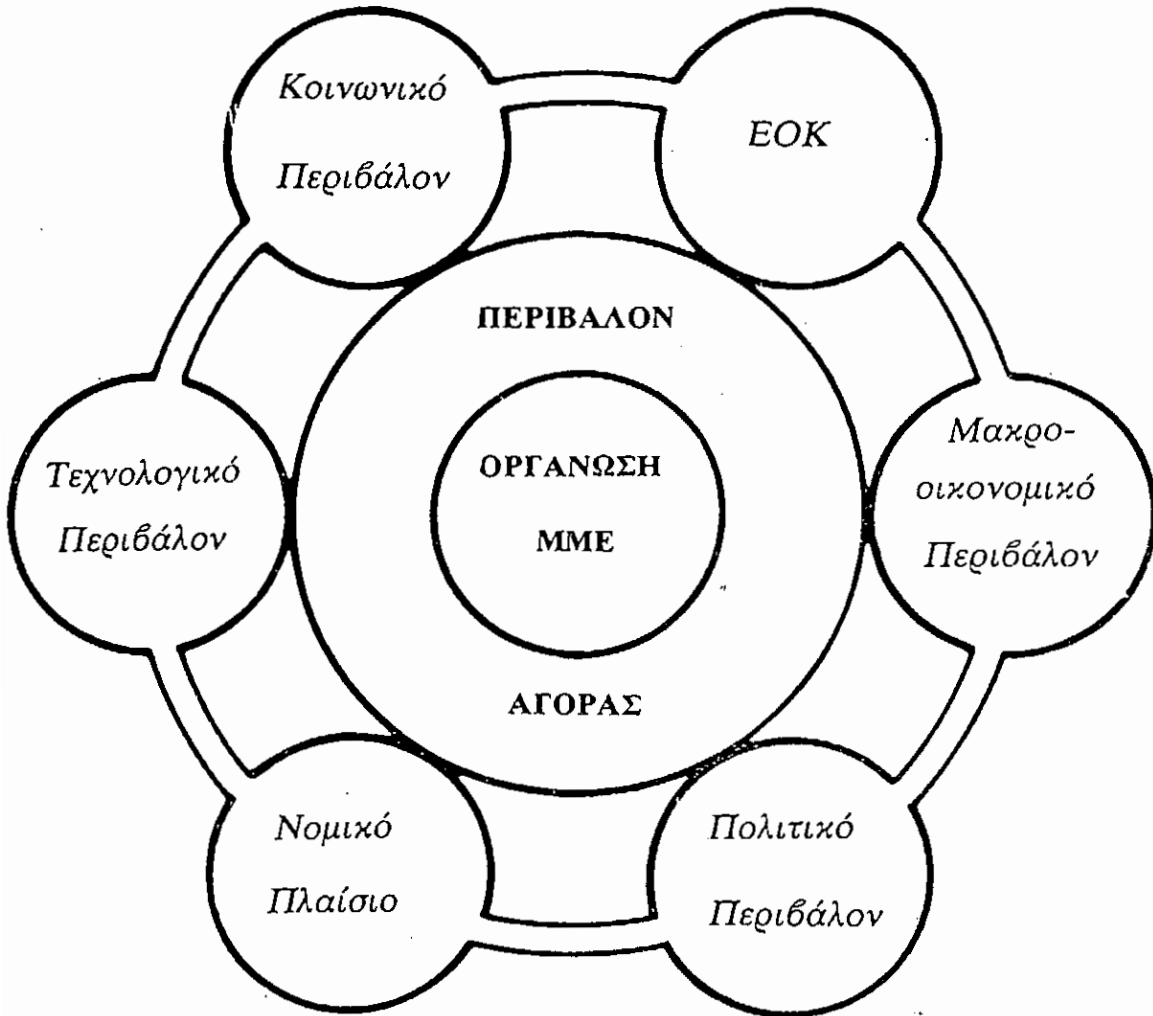 Κοινωνικό
Περιβάλον
ΕΟΚ
ΠΕΡΙΒΑΛΟΝ
Τεχνολογικό
Περιβάλον
ΟΡΓΑΝΩΣΗ
ΜΜΕ
Μακρο-
οικονομικό
Περιβάλον
ΑΓΟΡΑΣ
Νομικό
Πλαίσιο
Πολιτικό
Περιβάλον